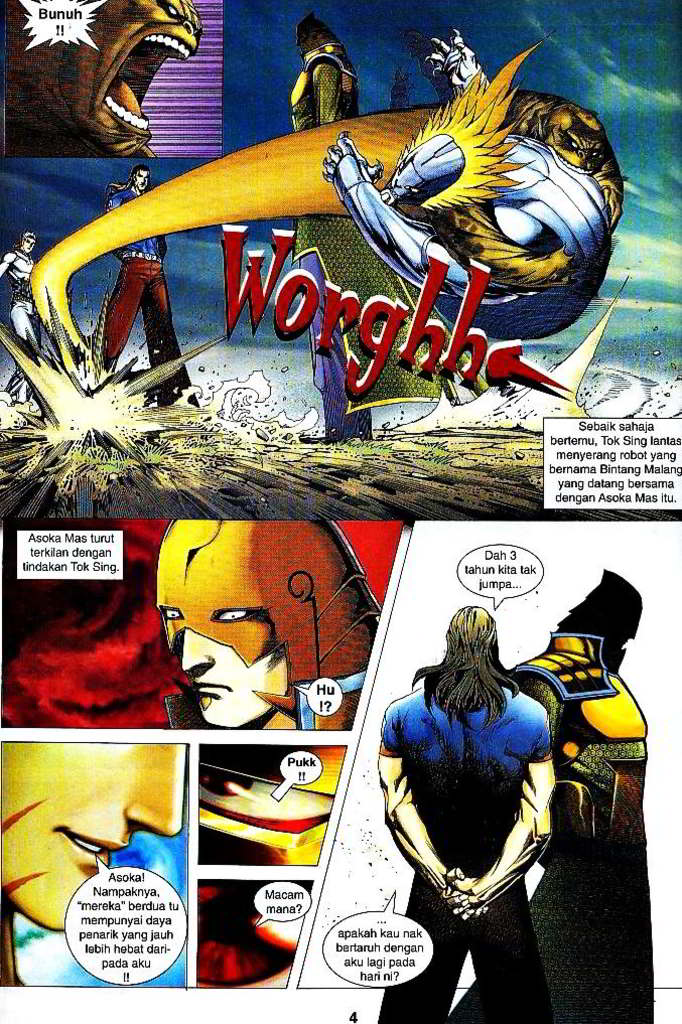 Bunuh
!!
Worghh
Sebaik sahaja
bertemu, Tok Sing lantas
menyerang robot yang
bernama Bintang Malang
yang datang bersama
dengan Asoka Mas itu.
Asoka Mas turut
terkilan dengan
tindakan Tok Sing.
Hu
!?
Dah 3
tahun kita tak
jumpa...
Pukk
!!
Asoka!
Nampaknya,
"mereka" berdua tu
mempunyai daya
penarik yang jauh
lebih hebat dari-
pada aku
!!
Macam
mana?
...
apakah kau nak
bertaruh dengan
aku lagi pada
hari ni?
4